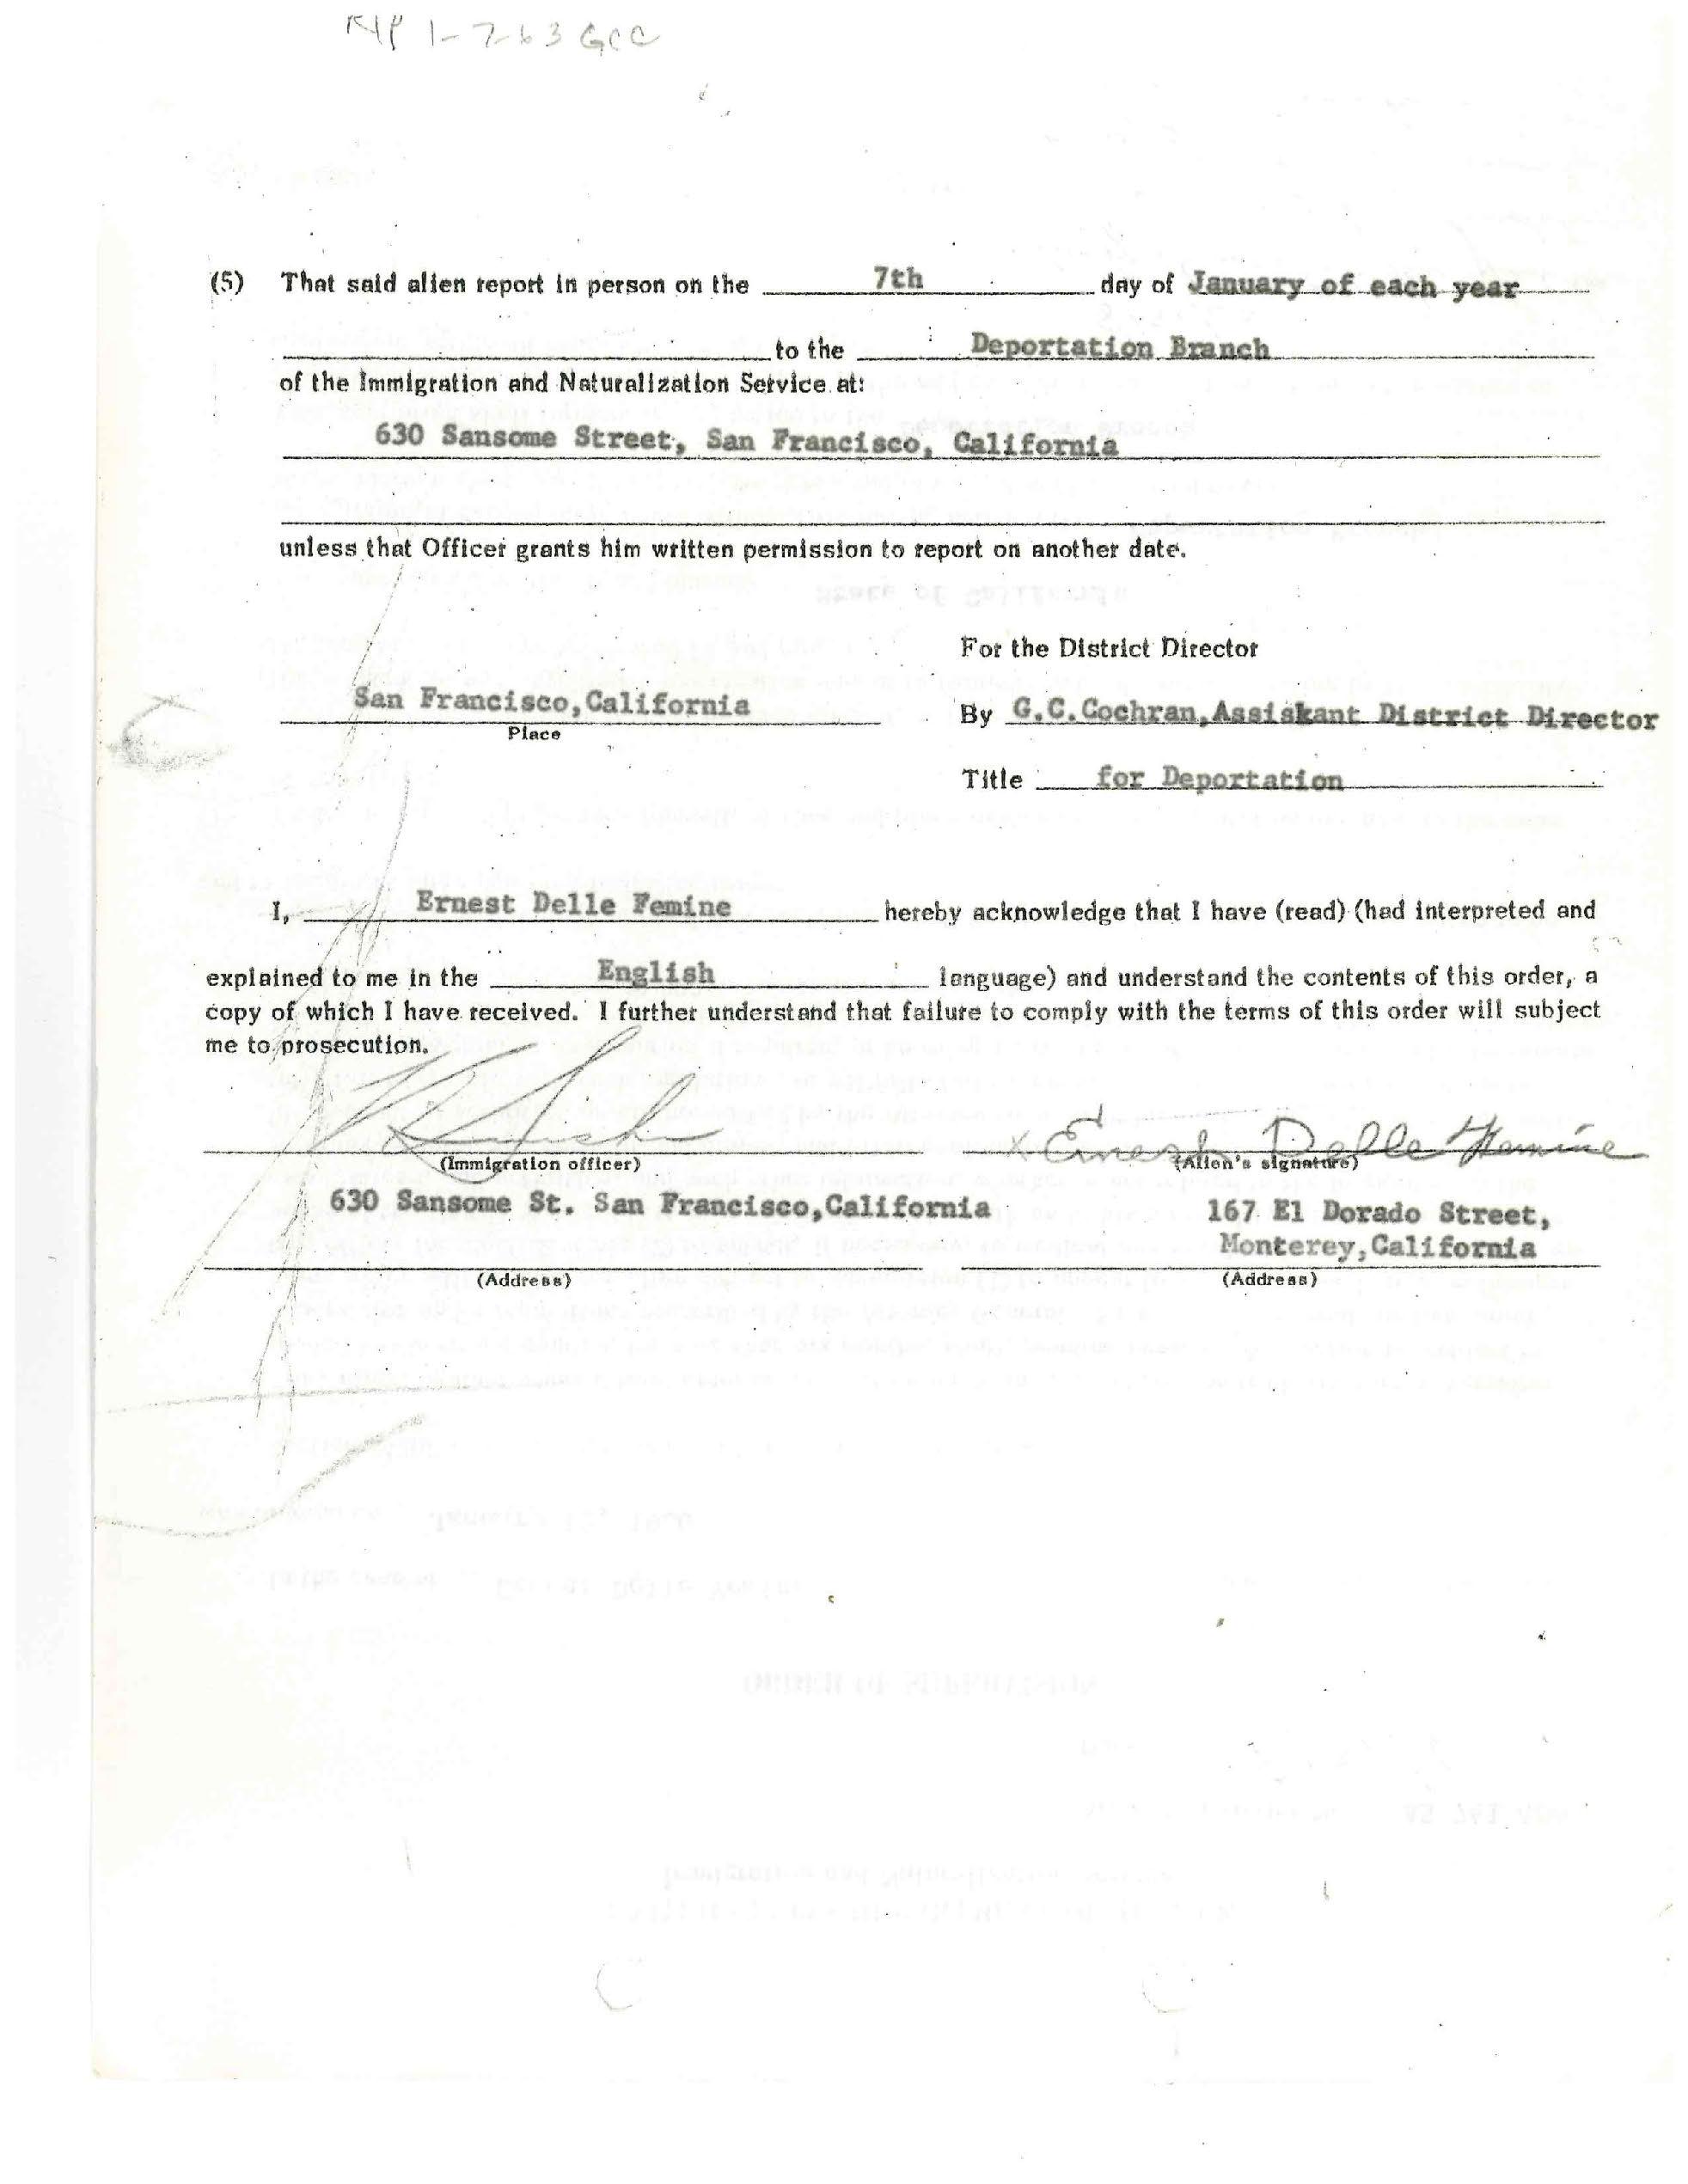 1-7-63 GCC
(5) That said alien report in person on the 7th day of January of each year
to the Deportation Branch
of the Immigration and Naturalization Service at:
630 Sansome Street, San Francisco, California
unless that Officer grants him written permission to report on another date.
For the District Director
San Francisco, California
Place
By G.C.Cochran, Assiskant District Director
Title for Deportation
I, Ernest Delle Femine hereby acknowledge that I have (read) (had interpreted and
explained to me in the English language) and understand the contents of this order, a
copy of which I have received. I further understand that failure to comply with the terms of this order will subject
me to prosecution.
x Ernest Delle Femine
(Immigration officer) (Alien's signature)
630 Sansome St. San Francisco, California
167 El Dorado Street,
Monterey, California
(Address) (Address)